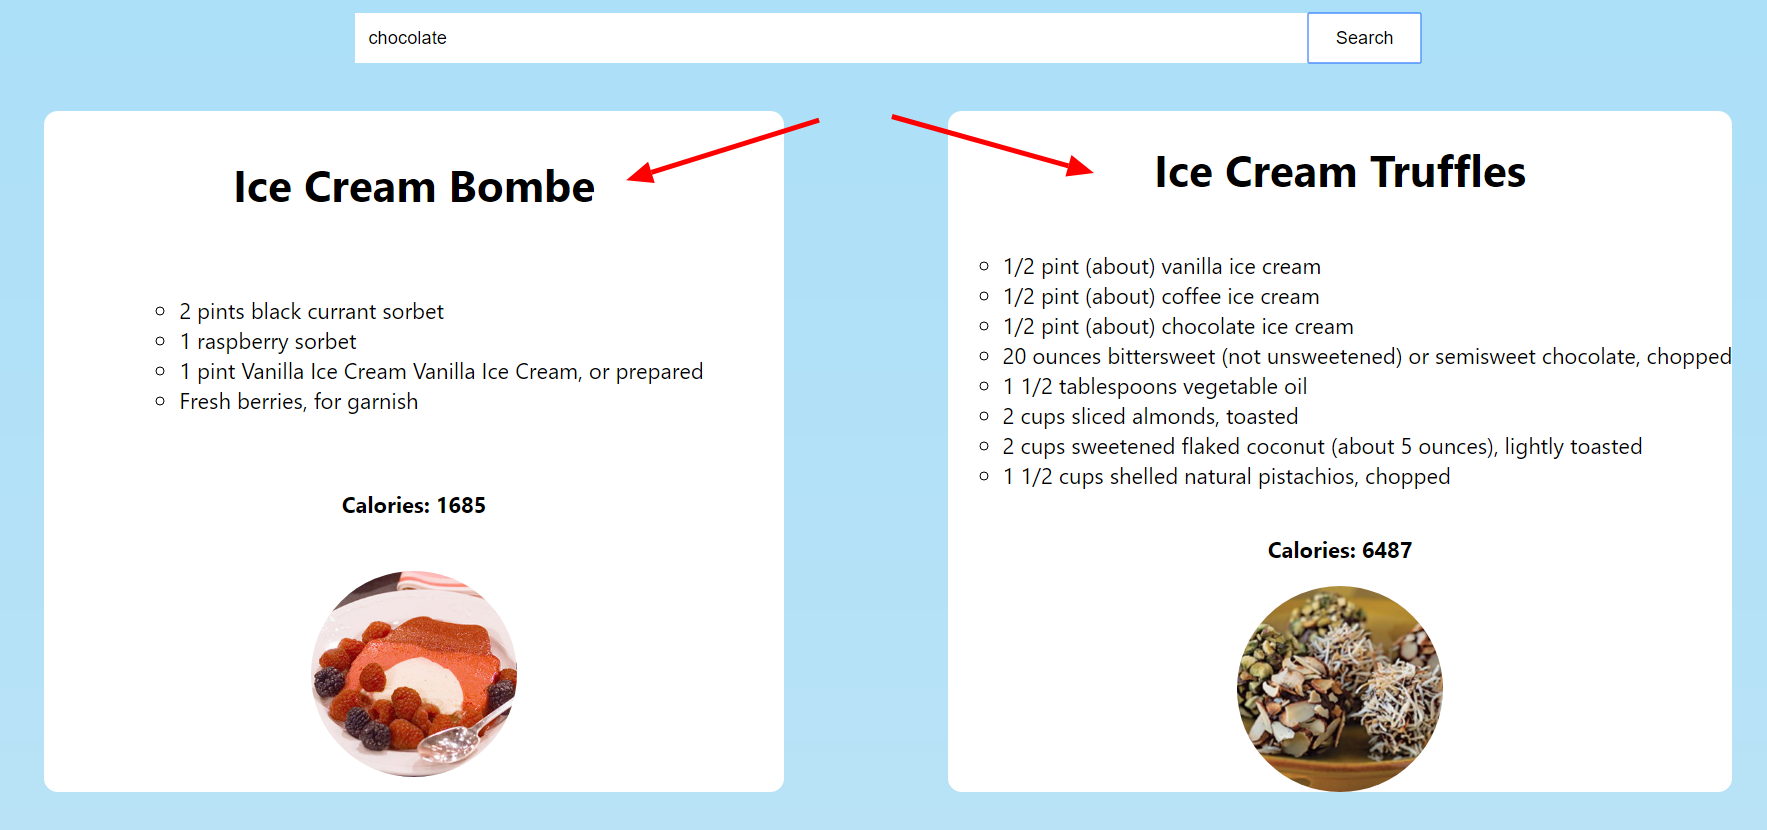 chocolate
Search
Ice Cream Bombe
2 pints black currant sorbet
1 raspberry sorbet
1 pint Vanilla Ice Cream Vanilla Ice Cream, or prepared
Fresh berries, for garnish
Calories: 1685
Ice Cream Truffles
1/2 pint (about) vanilla ice cream
1/2 pint (about) coffee ice cream
1/2 pint (about) chocolate ice cream
20 ounces bittersweet (not unsweetened) or semisweet chocolate, chopped
1 1/2 tablespoons vegetable oil
2 cups sliced almonds, toasted
2 cups sweetened flaked coconut (about 5 ounces), lightly toasted
1 1/2 cups shelled natural pistachios, chopped
Calories: 6487